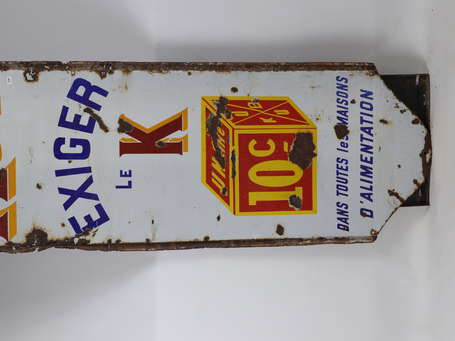 EXIGER
LE K
10c
DANS TOUTES les MAISONS
D'ALIMENTATION